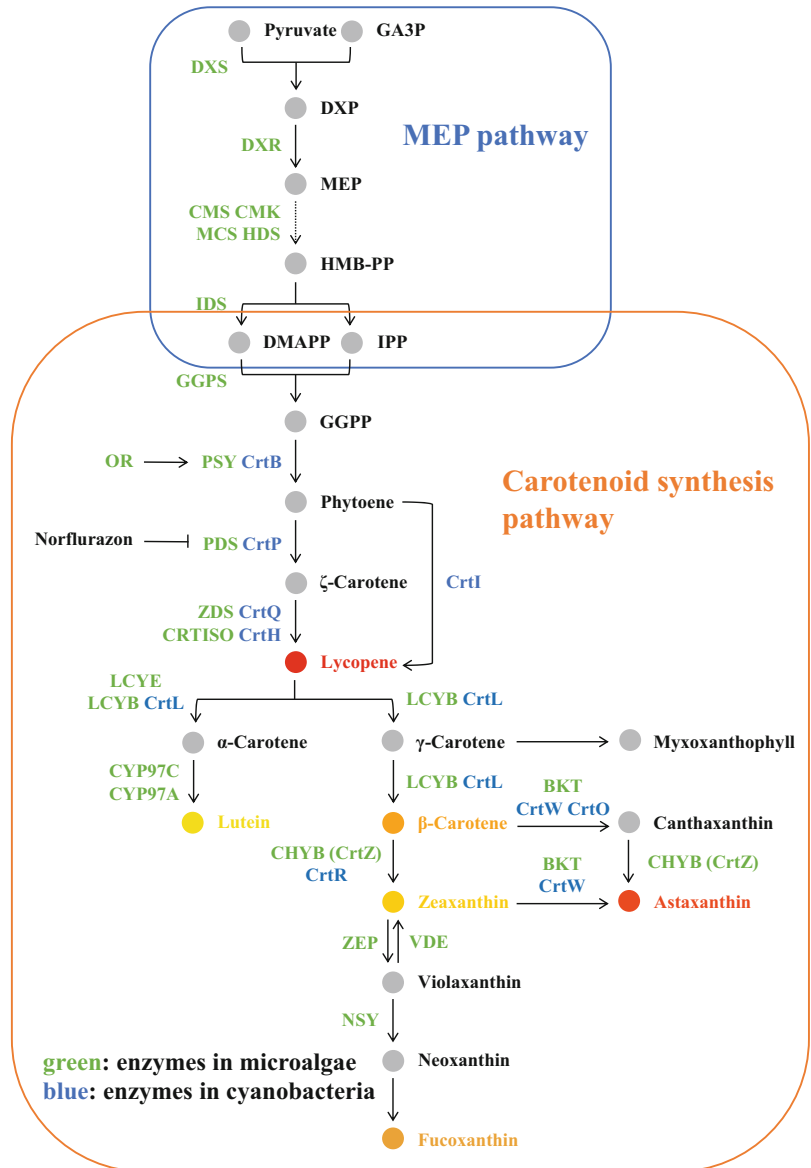 Pyruvate GA3P
DXS
DXP
MEP pathway
DXR
MEP
CMS CMK
MCS HDS
HMB-PP
IDS
DMAPP IPP
GGPS
GGPP
OR PSY CrtB
Carotenoid synthesis
pathway
Phytoene
Norflurazon PDS CrtP
ζ-Carotene CrtI
ZDS CrtQ
CRTISO CrtH
Lycopene
LCYE
LCYB CrtL LCYB CrtL
α-Carotene γ-Carotene Myxoxanthophyll
CYP97C
CYP97A
LCYB CrtL BKT
CrtW CrtO
Lutein β-Carotene Canthaxanthin
CHYB (CrtZ)
CrtR
BKT
CrtW
CHYB (CrtZ)
Zeaxanthin Astaxanthin
ZEP VDE
Violaxanthin
NSY
green: enzymes in microalgae
Neoxanthin
blue: enzymes in cyanobacteria
Fucoxanthin